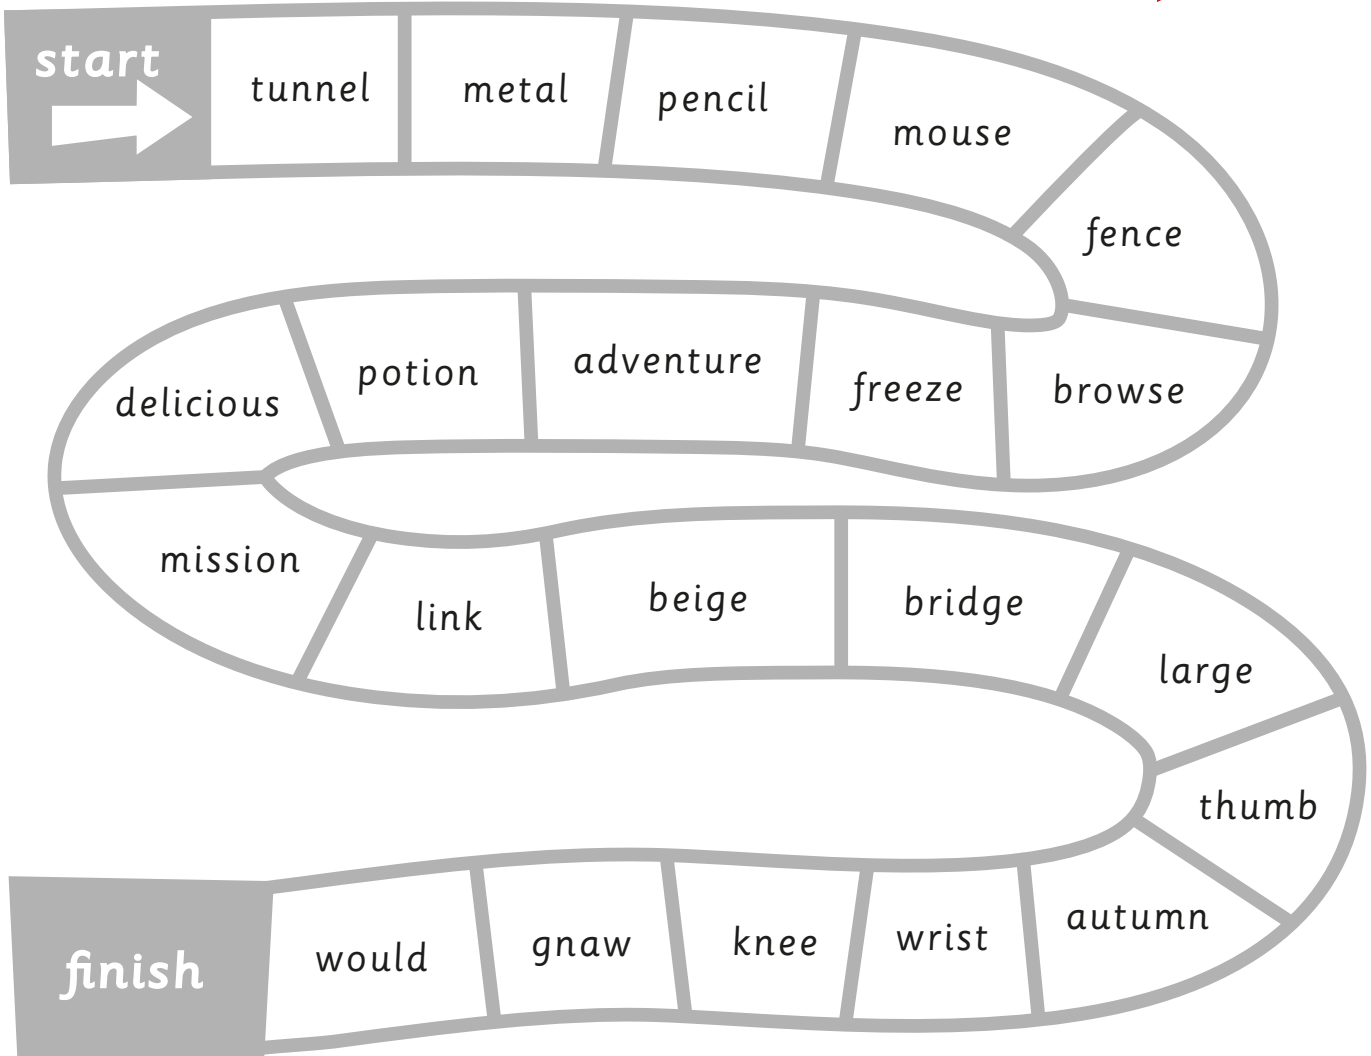 start
tunnel
metal
pencil
mouse
fence
browse
freeze
adventure
potion
delicious
mission
link
beige
bridge
large
thumb
autumn
wrist
knee
gnaw
would
finish